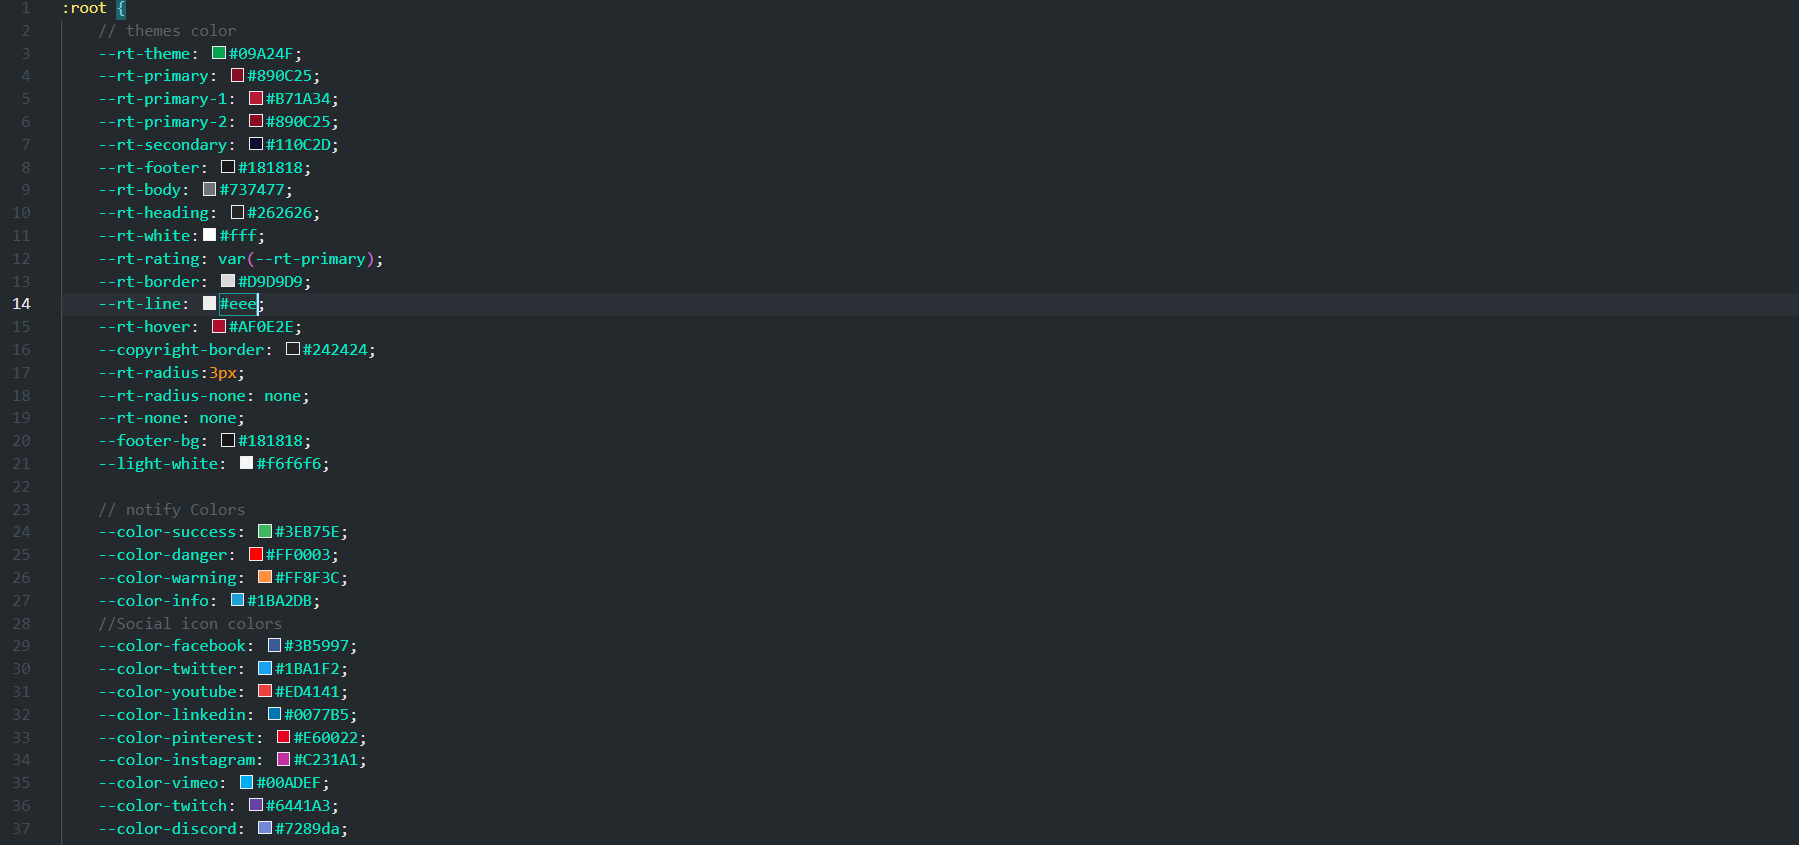 1 :root {
2 // themes color
3 --rt-theme: #09A24F;
4 --rt-primary: #890C25;
5 --rt-primary-1: #B71A34;
6 --rt-primary-2: #890C25;
7 --rt-secondary: #110C2D;
8 --rt-footer: #181818;
9 --rt-body: #737477;
10 --rt-heading: #262626;
11 --rt-white: #fff;
12 --rt-rating: var(--rt-primary);
13 --rt-border: #D9D9D9;
14 --rt-line: #eee;
15 --rt-hover: #AF0E2E;
16 --copyright-border: #242424;
17 --rt-radius:3px;
18 --rt-radius-none: none;
19 --rt-none: none;
20 --footer-bg: #181818;
21 --light-white: #f6f6f6;
22
23 // notify Colors
24 --color-success: #3EB75E;
25 --color-danger: #FF0003;
26 --color-warning: #FF8F3C;
27 --color-info: #1BA2DB;
28 //Social icon colors
29 --color-facebook: #3B5997;
30 --color-twitter: #1BA1F2;
31 --color-youtube: #ED4141;
32 --color-linkedin: #0077B5;
33 --color-pinterest: #E60022;
34 --color-instagram: #C231A1;
35 --color-vimeo: #00ADEF;
36 --color-twitch: #6441A3;
37 --color-discord: #7289da;